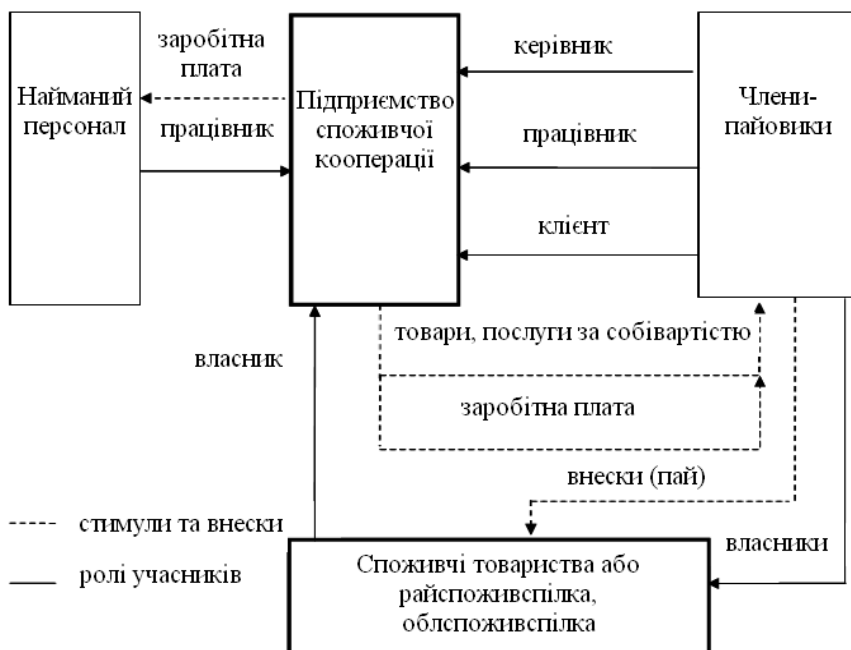 заробітна
плата
Найманий
персонал
працівник
Підприємство
споживчої
кооперації
керівник
працівник
клієнт
Члени-
пайовики
власник
товари, послуги за собівартістю
заробітна плата
внески (пай)
стимули та внески
ролі учасників
власники
Споживчі товариства або
райспоживспілка,
облспоживспілка